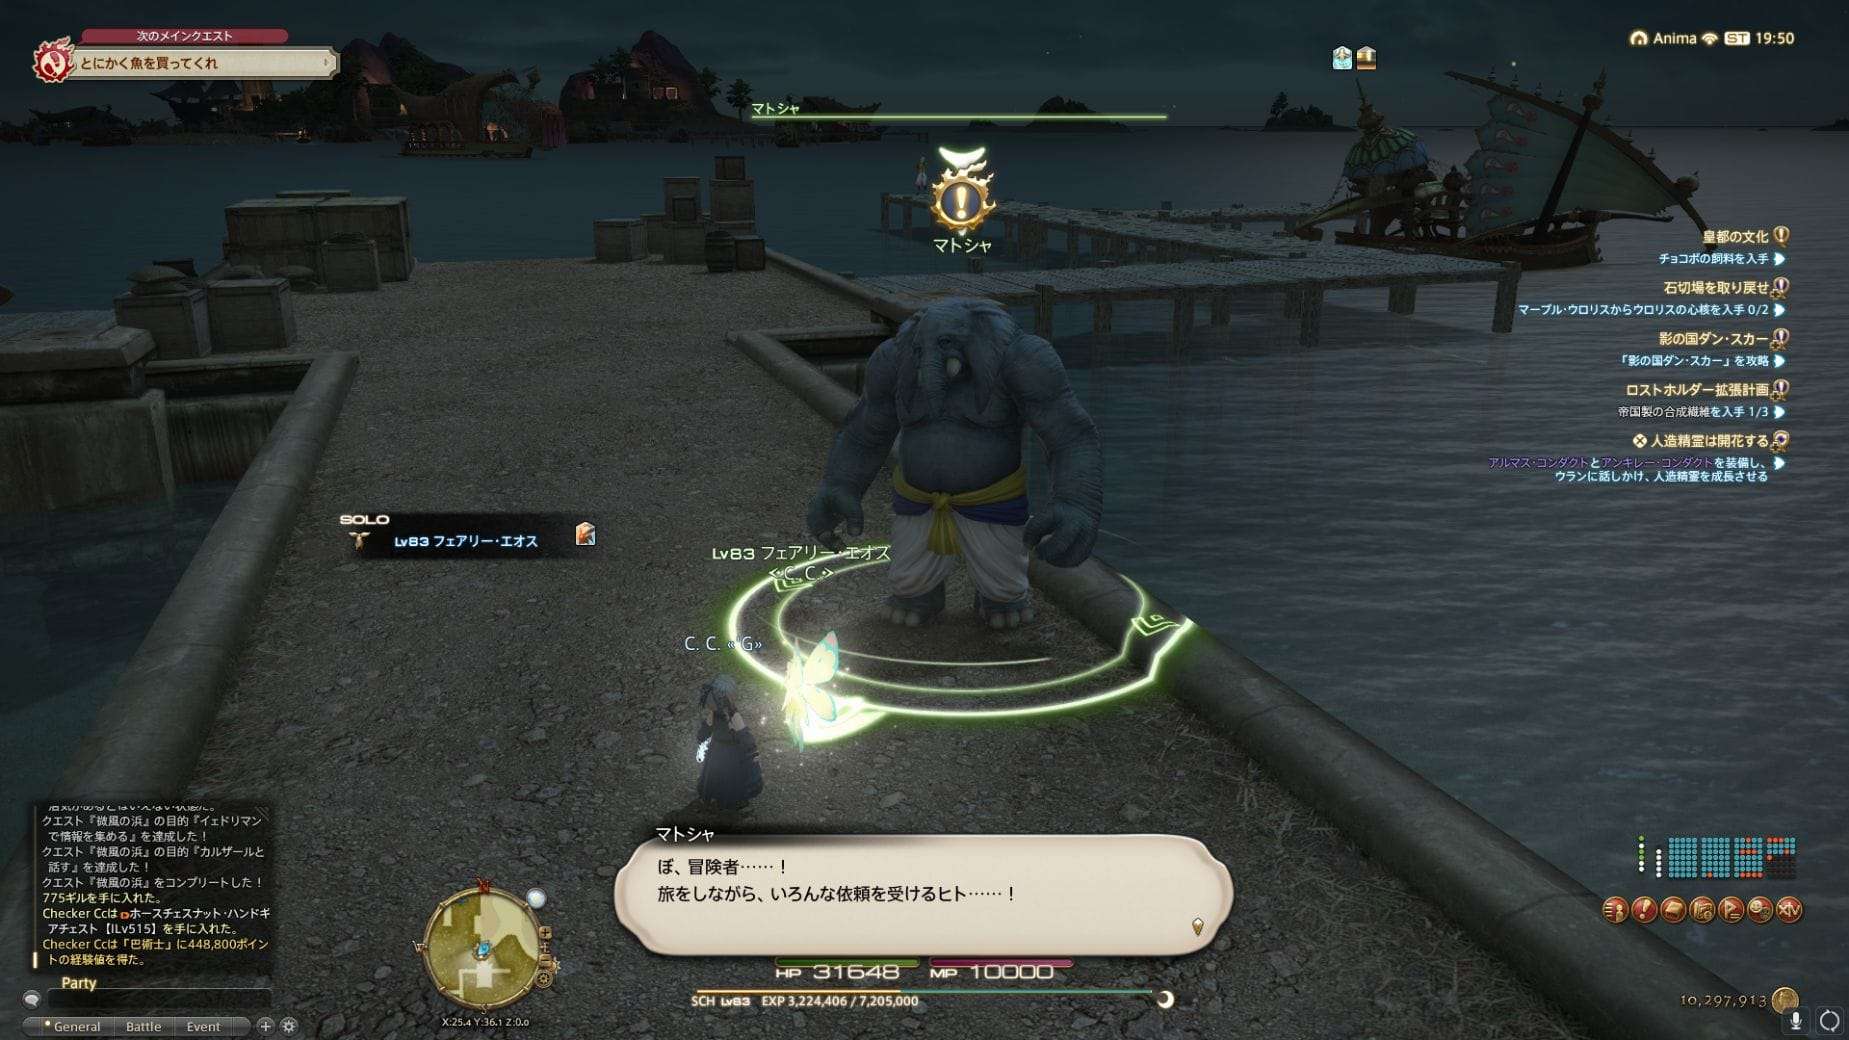 次のメインクエスト
とにかく魚を買ってくれ
Anima ST 19:50
マトシャ
マトシャ
皇都の文化
チョコボの飼料を入手
石切場を取り戻せ
マーブル・ウロリスからウロリスの心核を入手 0/2
影の国ダン・スカー
「影の国ダン・スカー」を攻略
ロストホルダー拡張計画
帝国製の合成繊維を入手 1/3
人造精霊は開花する
アルマス・コンダクトとアンキレー・コンダクトを装備し、
ウランに話しかけ、人造精霊を成長させる
SOLO
Lv83 フェアリー・エオス
Lv83 フェアリー・エオス
«C. C.»
C. C. «'G»
マトシャ
ぼ、冒険者……！
旅をしながら、いろんな依頼を受けるヒト……！
クエスト『微風の浜』の目的『イェドリマン
で情報を集める』を達成した！
クエスト『微風の浜』の目的『カルザールと
話す』を達成した！
クエスト『微風の浜』をコンプリートした！
775ギルを手に入れた。
Checker Ccはホースチェスナット・ハンドギ
アチェスト【ILv515】を手に入れた。
Checker Ccは「巴術士」に448,800ポイン
トの経験値を得た。
Party
General Battle Event
X:25.4 Y:36.1 Z:0.0
HP 31648 MP 10000
SCH Lv83 EXP 3,224,406 / 7,205,000
10,297,913